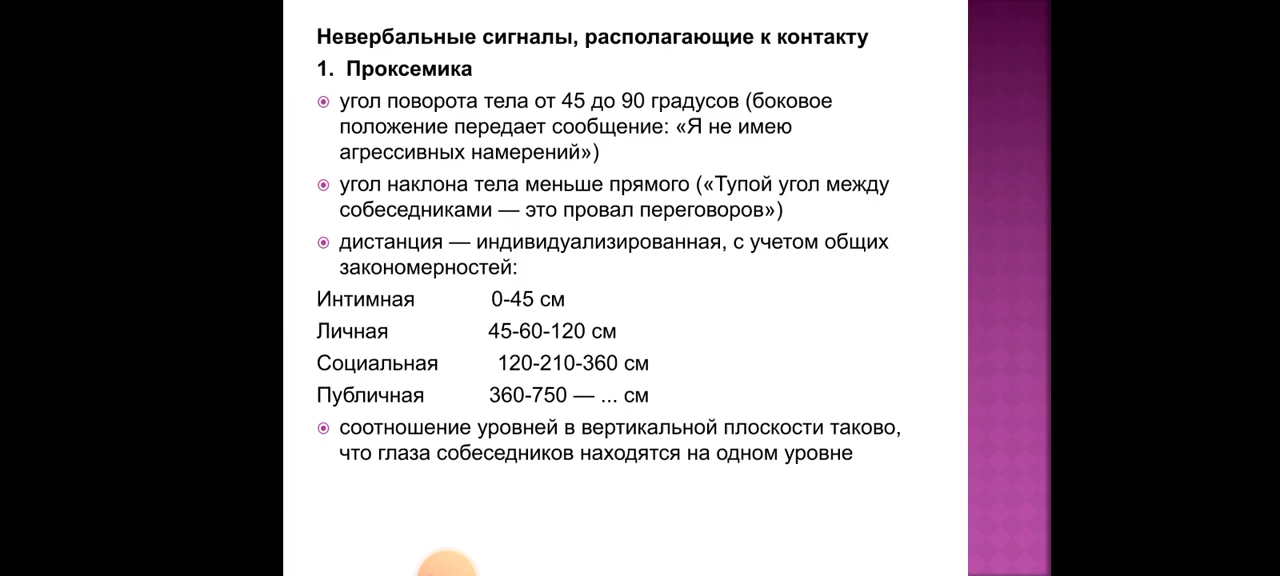 Невербальные сигналы, располагающие к контакту
1. Проксемика
угол поворота тела от 45 до 90 градусов (боковое
положение передает сообщение: «Я не имею
агрессивных намерений»)
угол наклона тела меньше прямого («Тупой угол между
собеседниками — это провал переговоров»)
дистанция — индивидуализированная, с учетом общих
закономерностей:
Интимная 0-45 см
Личная 45-60-120 см
Социальная 120-210-360 см
Публичная 360-750 — ... см
соотношение уровней в вертикальной плоскости таково,
что глаза собеседников находятся на одном уровне